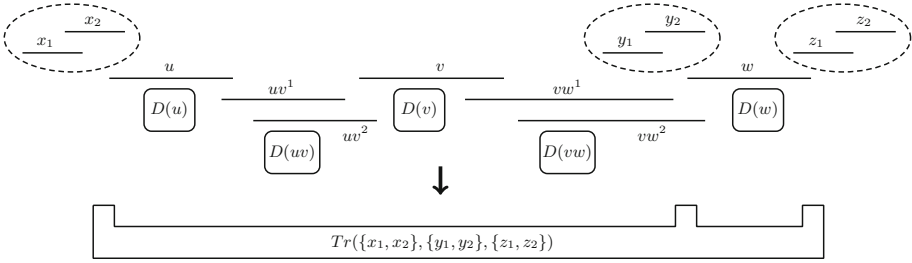 x₂ y₂ z₂
x₁ y₁ z₁
u v w
uv¹ vw¹
D(u) D(v) D(w)
uv² vw²
D(uv) D(vw)
Tr({x₁, x₂}, {y₁, y₂}, {z₁, z₂})